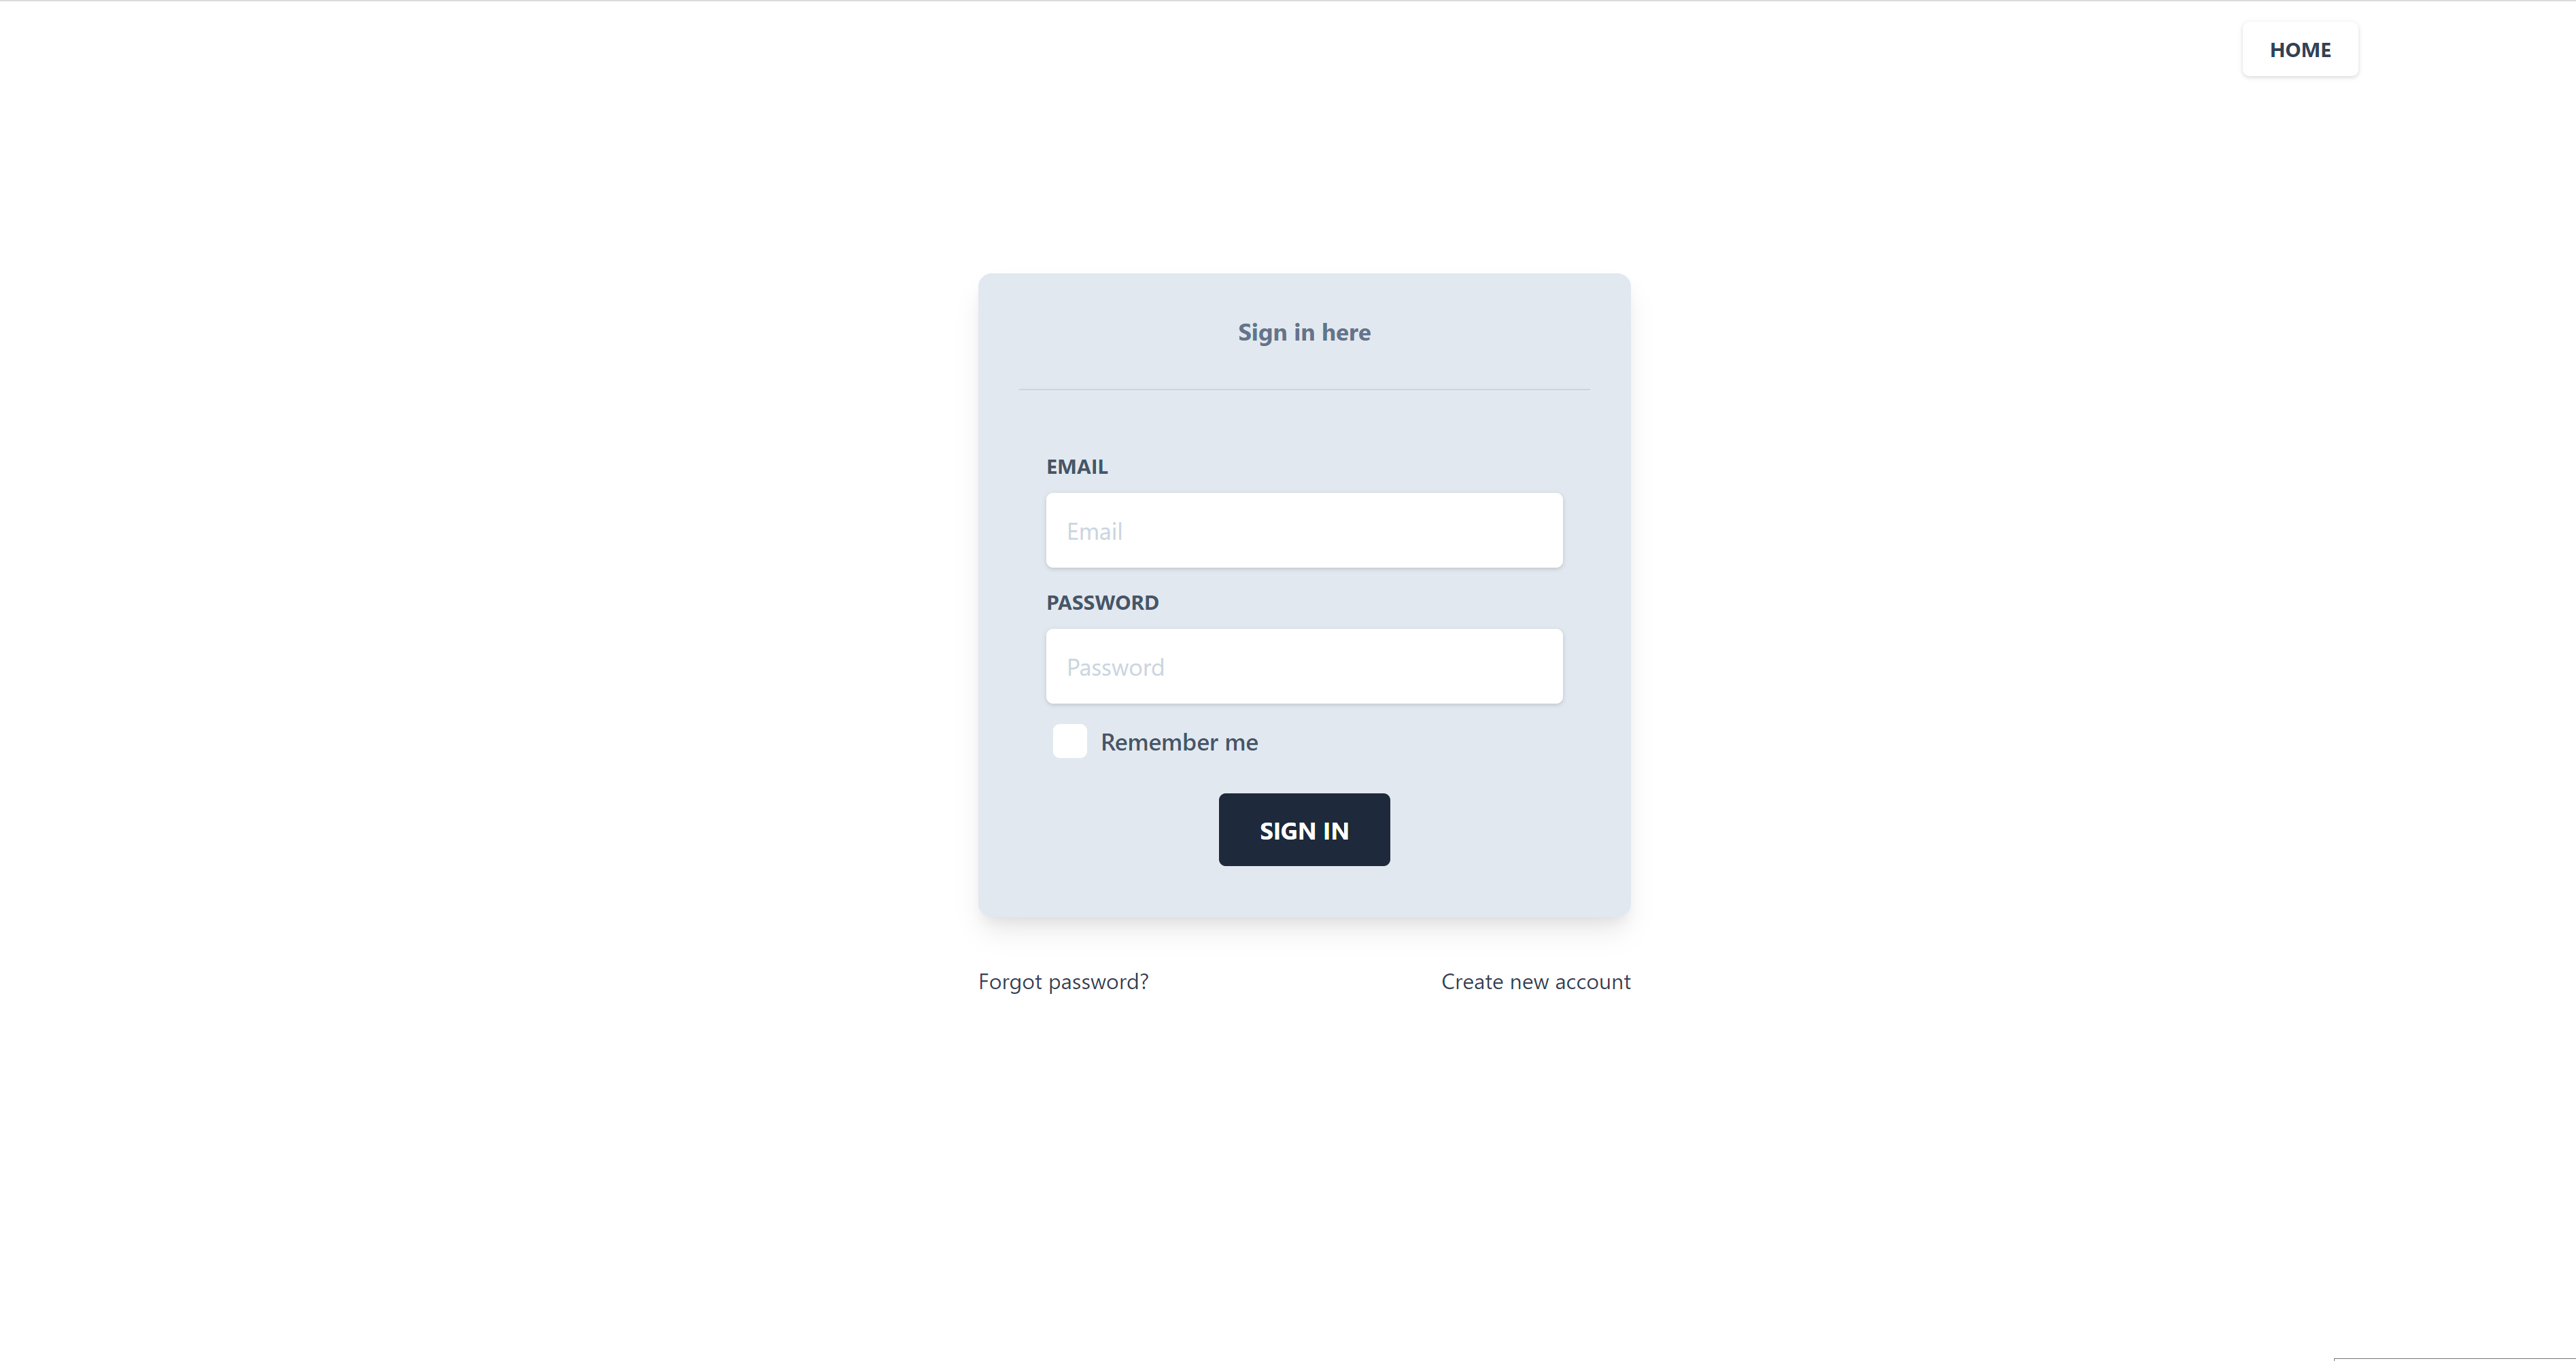 HOME
Sign in here
EMAIL
Email
PASSWORD
Password
Remember me
SIGN IN
Forgot password?
Create new account